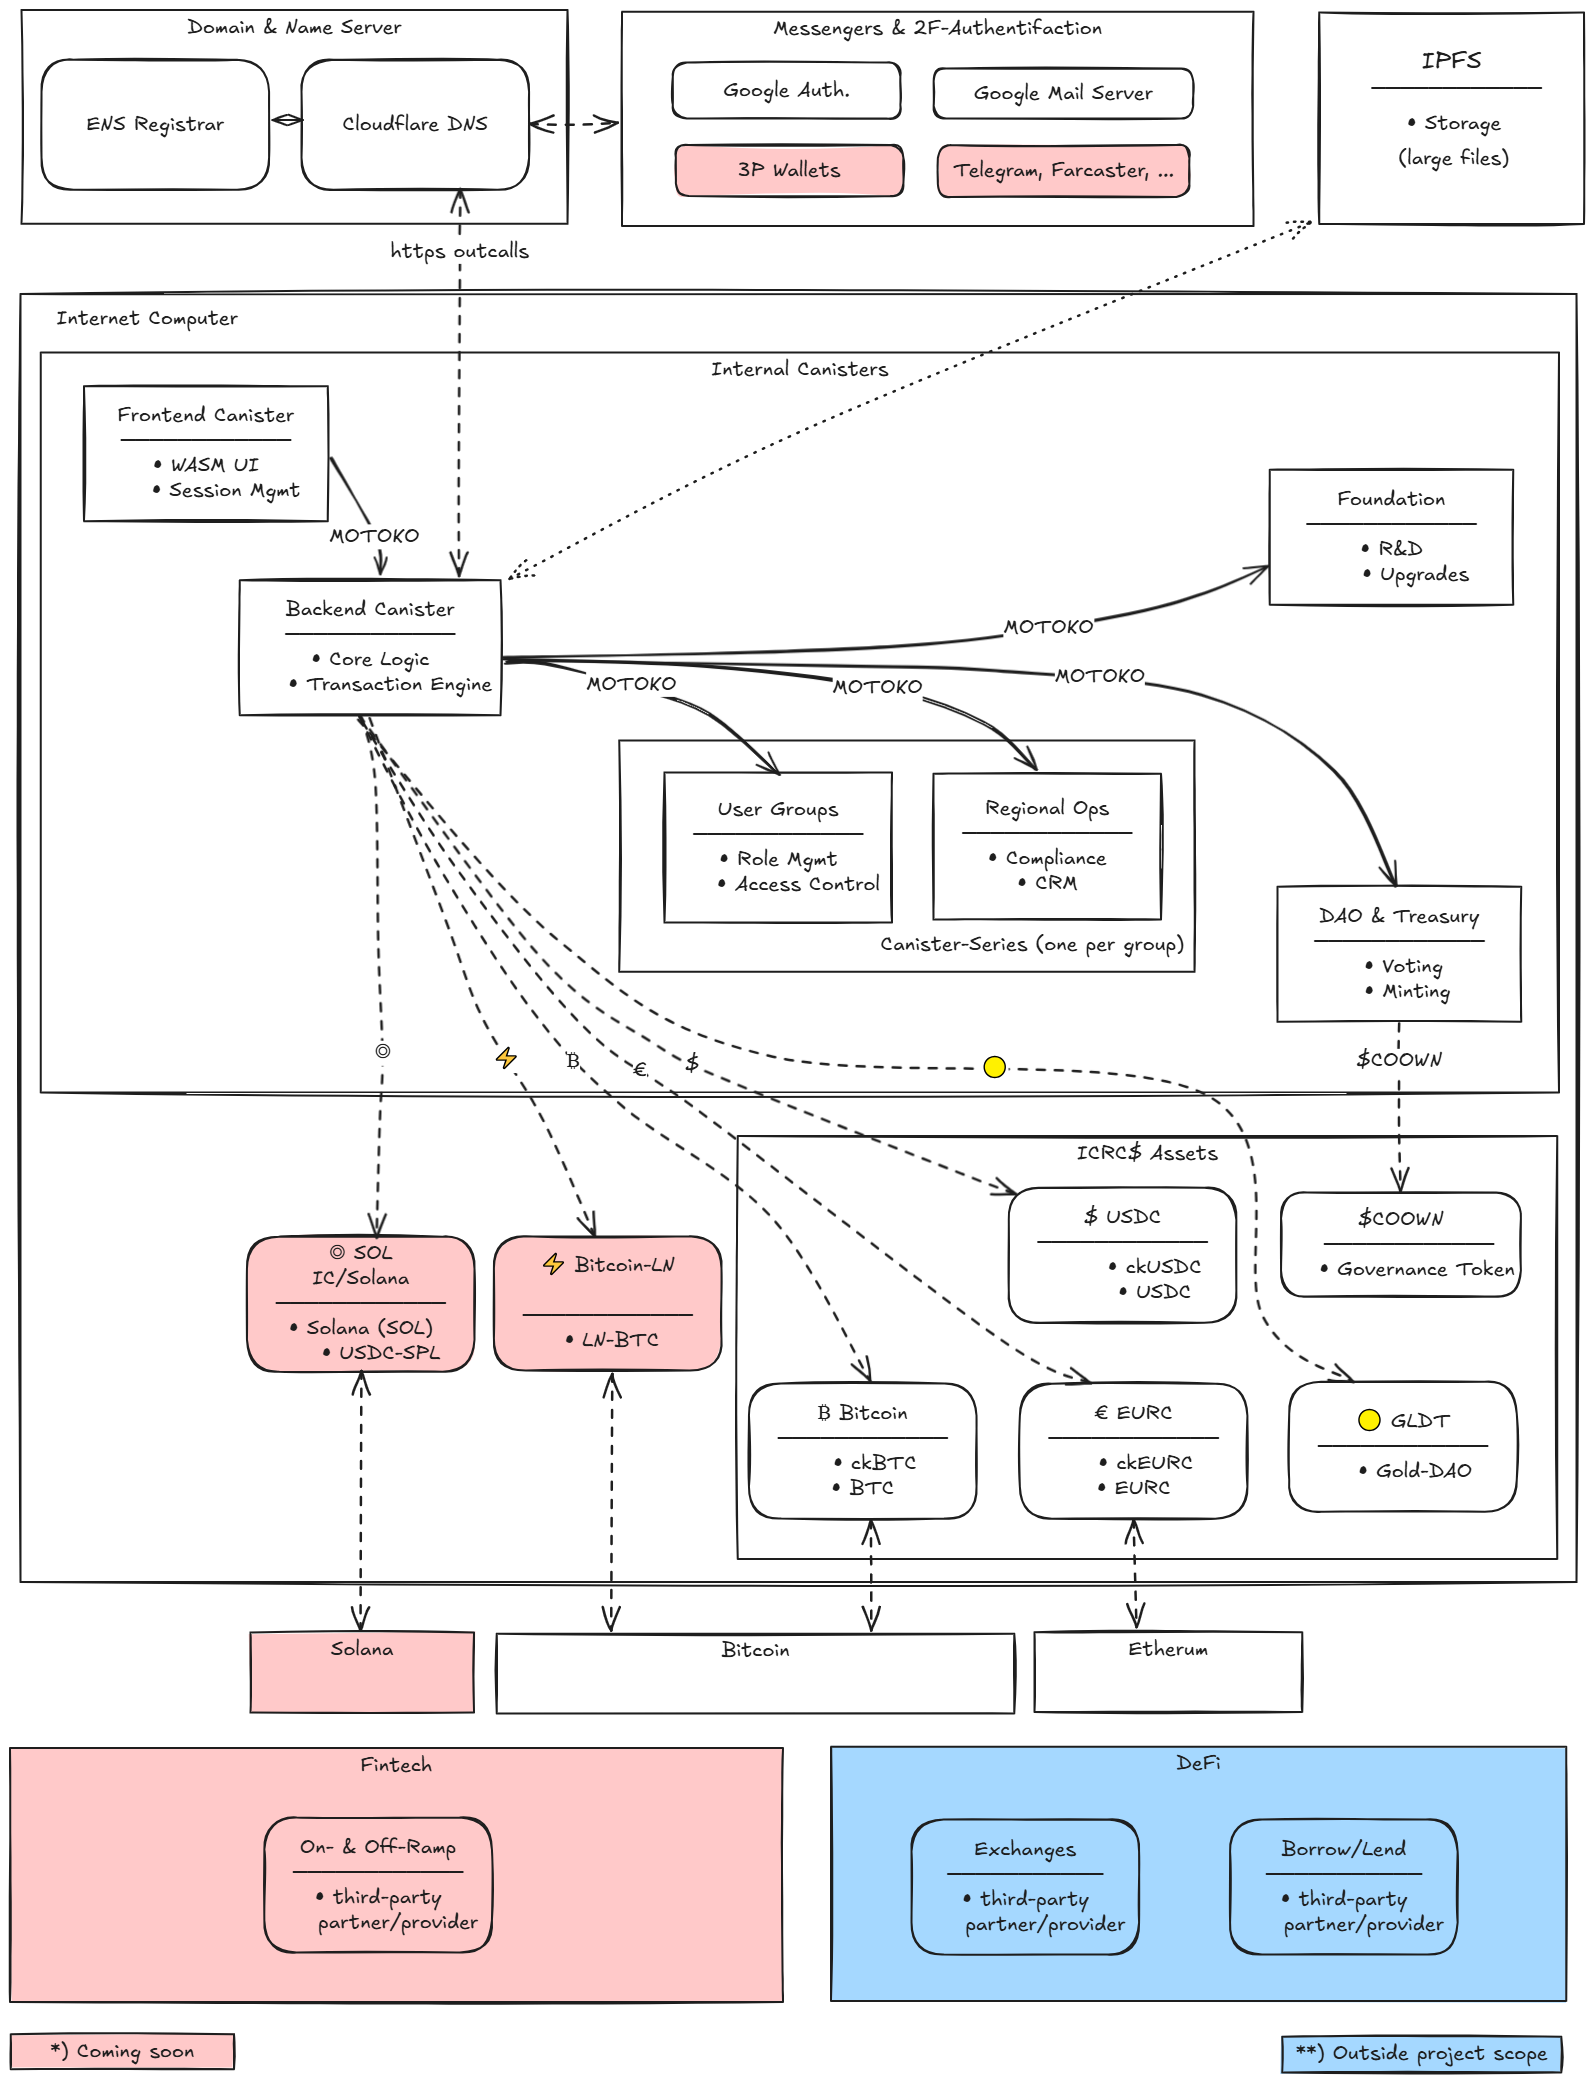 Domain & Name Server
ENS Registrar
Cloudflare DNS
Messengers & 2F-Authentifaction
Google Auth.
Google Mail Server
3P Wallets
Telegram, Farcaster, ...
IPFS
• Storage
(large files)
https outcalls
Internet Computer
Internal Canisters
Frontend Canister
• WASM UI
• Session Mgmt
MOTOKO
Backend Canister
• Core Logic
• Transaction Engine
Foundation
• R&D
• Upgrades
MOTOKO
MOTOKO
MOTOKO
MOTOKO
User Groups
• Role Mgmt
• Access Control
Regional Ops
• Compliance
• CRM
Canister-Series (one per group)
DAO & Treasury
• Voting
• Minting
◎
⚡
₿
€
$
$COOWN
ICRC$ Assets
$ USDC
• ckUSDC
• USDC
$COOWN
• Governance Token
◎ SOL
IC/Solana
• Solana (SOL)
• USDC-SPL
⚡ Bitcoin-LN
• LN-BTC
₿ Bitcoin
• ckBTC
• BTC
€ EURC
• ckEURC
• EURC
GLDT
• Gold-DAO
Solana
Bitcoin
Etherum
Fintech
On- & Off-Ramp
• third-party
partner/provider
DeFi
Exchanges
• third-party
partner/provider
Borrow/Lend
• third-party
partner/provider
*) Coming soon
**) Outside project scope